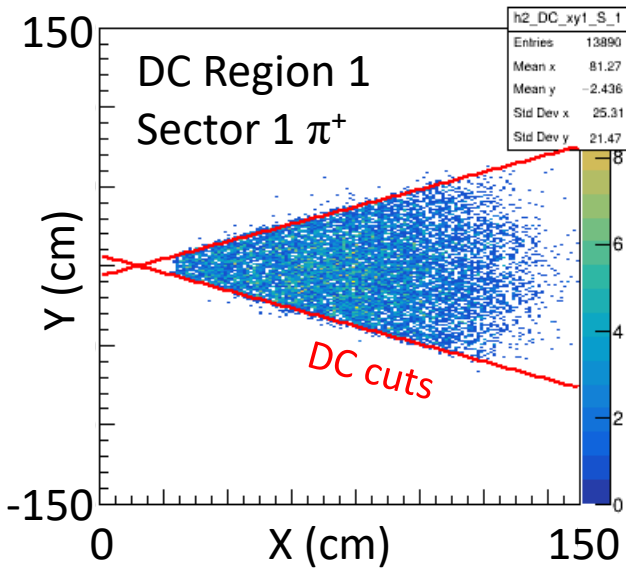 150
h2_DC_xy1_S_1
Entries 13890
Mean x 81.27
Mean y −2.436
Std Dev x 25.31
Std Dev y 21.47
DC Region 1
Sector 1 π⁺
8
6
4
2
0
Y (cm)
DC cuts
-150
0
X (cm)
150